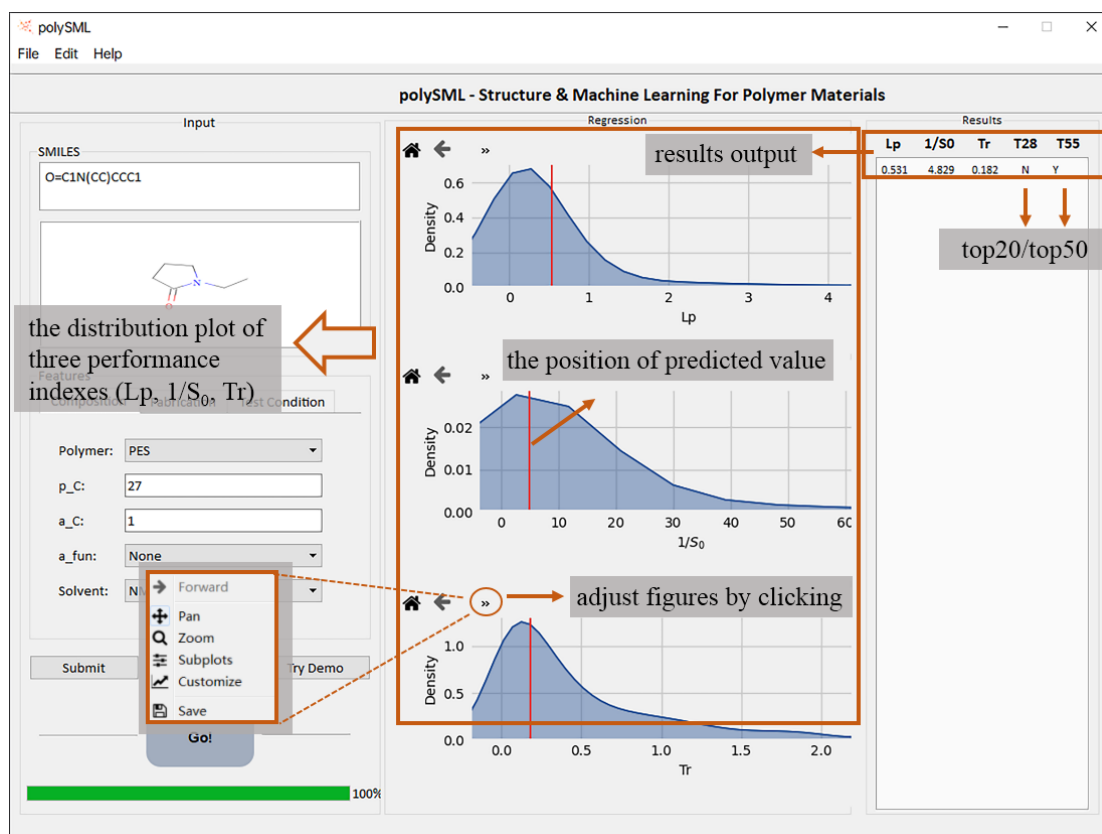 polySML
File Edit Help
polySML - Structure & Machine Learning For Polymer Materials
Input
SMILES
O=C1N(CC)CCC1
N
O
the distribution plot of
three performance
indexes (Lp, 1/S₀, Tr)
Features
Composition Fabrication Test Condition
Polymer: PES
p_C: 27
a_C: 1
a_fun: None
Solvent:
Forward
Pan
Zoom
Subplots
Customize
Save
Submit
Try Demo
Go!
100%
Regression
»
results output
Density
0.6
0.4
0.2
0.0
0 1 2 3 4
Lp
»
the position of predicted value
Density
0.02
0.01
0.00
0 10 20 30 40 50 60
1/S₀
»
adjust figures by clicking
Density
1.0
0.5
0.0
0.0 0.5 1.0 1.5 2.0
Tr
Results
Lp 1/S0 Tr T28 T55
0.531 4.829 0.182 N Y
top20/top50